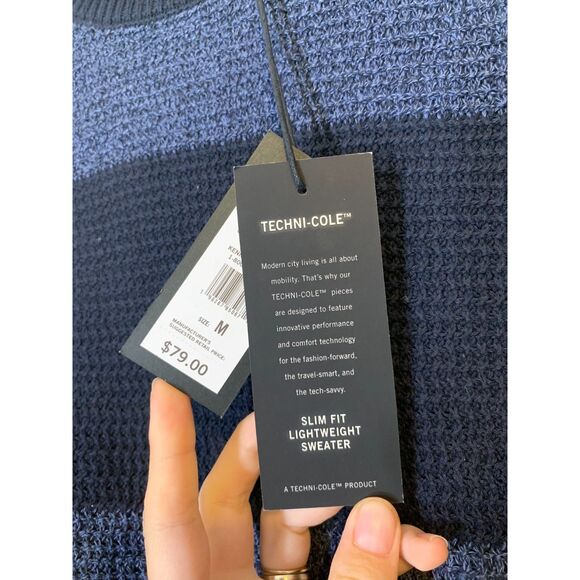 TECHNI-COLE™
Modern city living is all about
mobility. That's why our
TECHNI-COLE™ pieces
are designed to feature
innovative performance
and comfort technology
for the fashion-forward,
the travel-smart, and
the tech-savvy.
SLIM FIT
LIGHTWEIGHT
SWEATER
A TECHNI-COLE™ PRODUCT
SIZE: M
MANUFACTURER'S
SUGGESTED RETAIL PRICE:
$79.00